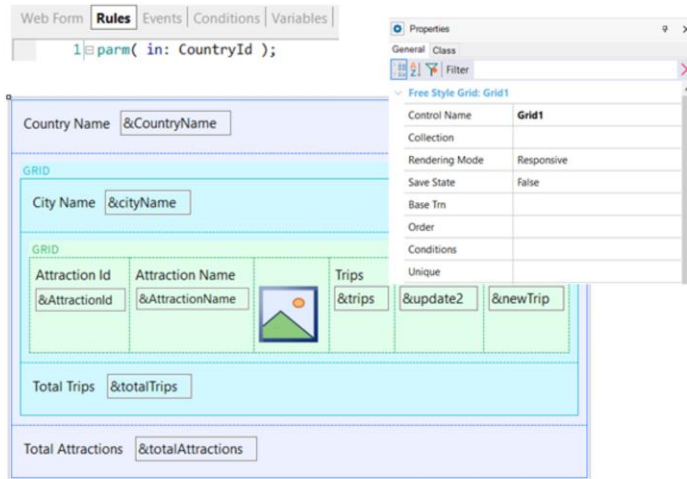 Web Form Rules Events Conditions Variables
1 parm( in: CountryId );
Properties
General Class
Filter
Free Style Grid: Grid1
Control Name Grid1
Collection
Rendering Mode Responsive
Save State False
Base Trn
Order
Conditions
Unique
Country Name &CountryName
GRID
City Name &cityName
GRID
Attraction Id Attraction Name Trips
&AttractionId &AttractionName &trips &update2 &newTrip
Total Trips &totalTrips
Total Attractions &totalAttractions